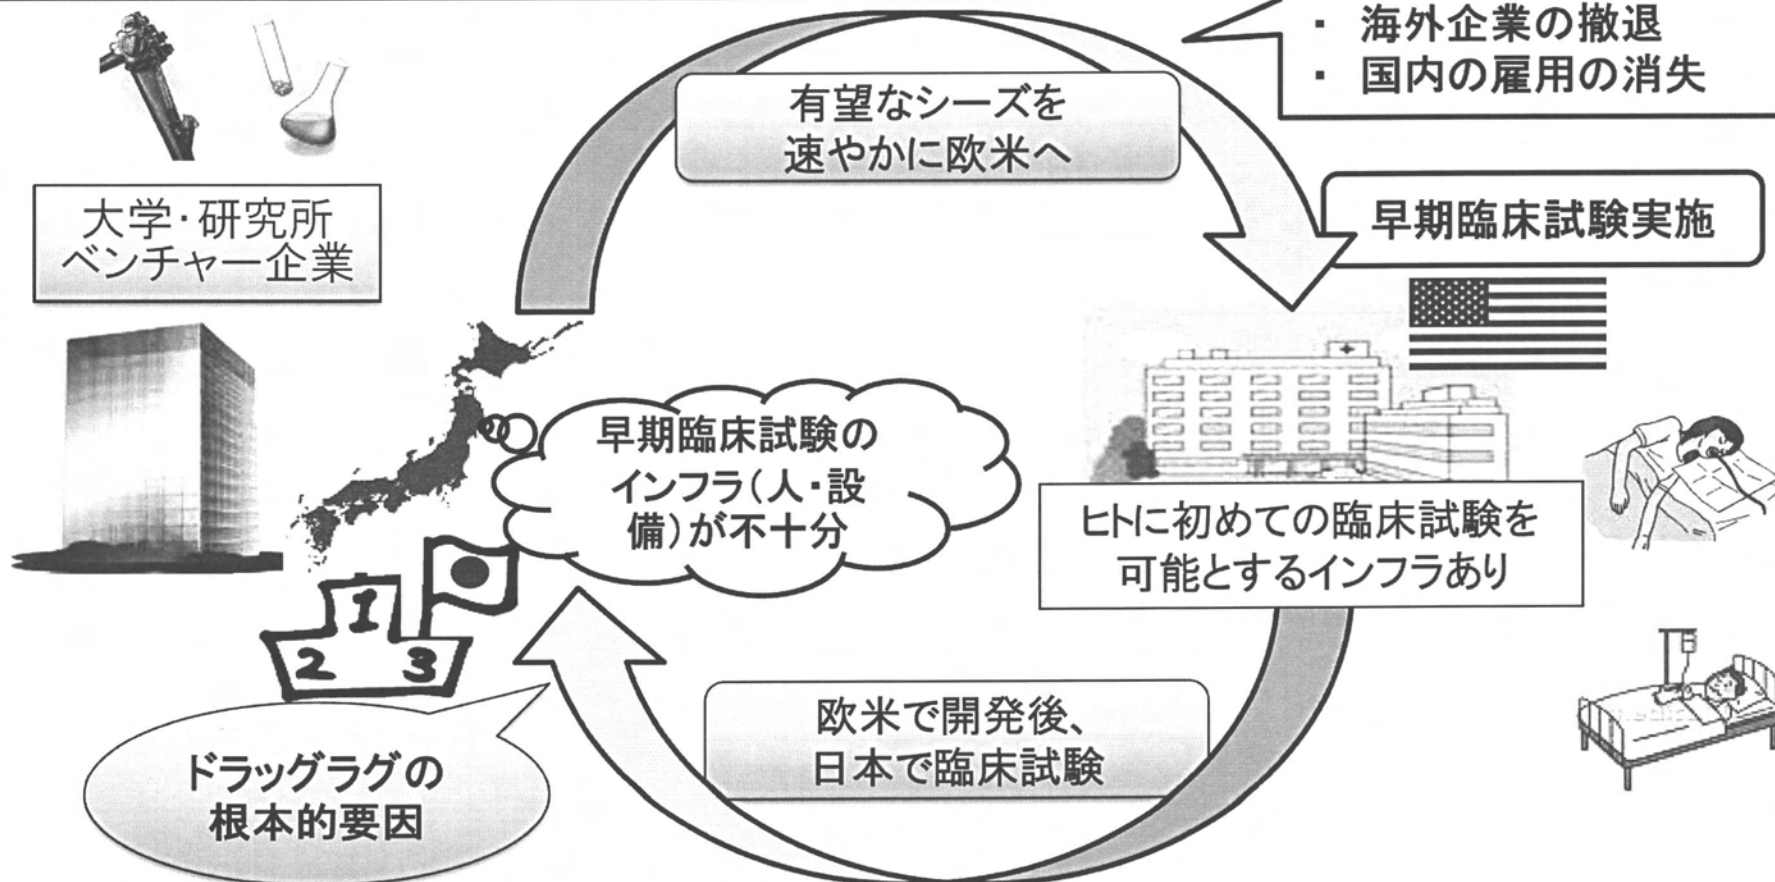 ・ 海外企業の撤退
・ 国内の雇用の消失
有望なシーズを
速やかに欧米へ
大学・研究所
ベンチャー企業
早期臨床試験実施
早期臨床試験の
インフラ(人・設
備)が不十分
ヒトに初めての臨床試験を
可能とするインフラあり
1
2 3
欧米で開発後、
日本で臨床試験
ドラッグラグの
根本的要因